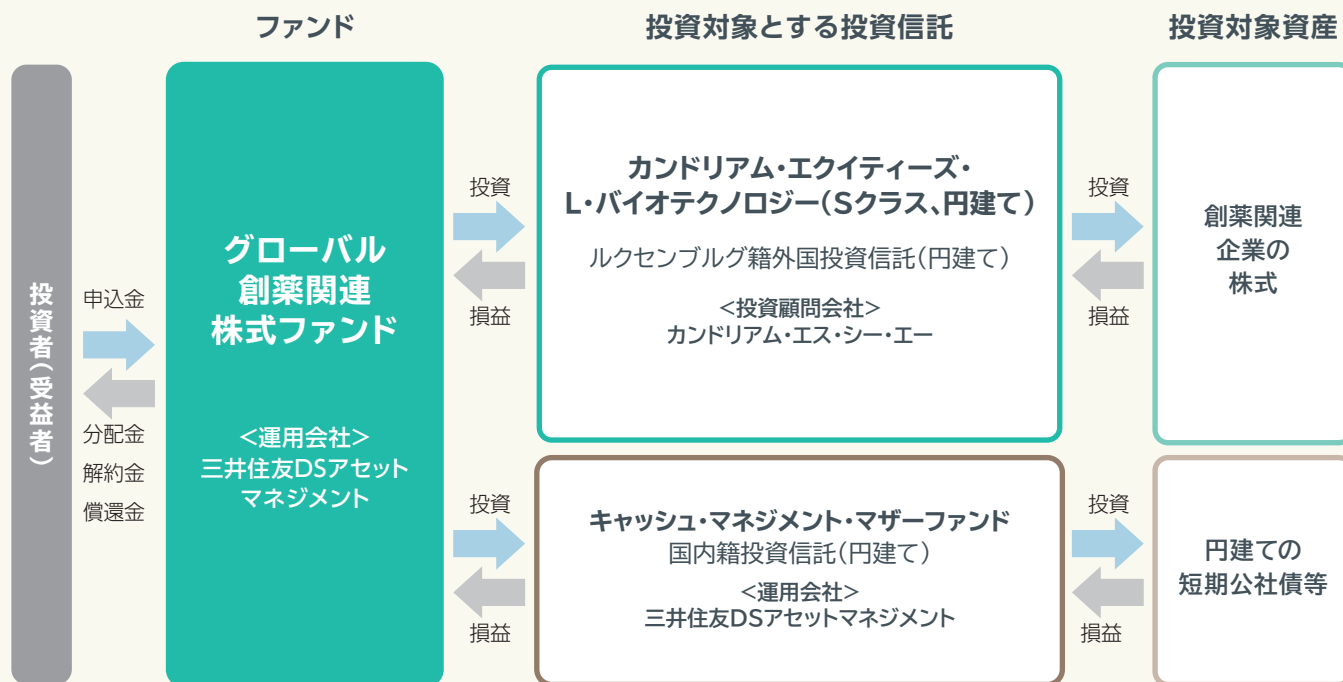 ファンド
投資対象とする投資信託
投資対象資産
投資者(受益者)
申込金
分配金
解約金
償還金
グローバル
創薬関連
株式ファンド
<運用会社>
三井住友DSアセット
マネジメント
投資
損益
カンドリアム・エクイティーズ・
L・バイオテクノロジー(Sクラス、円建て)
ルクセンブルグ籍外国投資信託(円建て)
<投資顧問会社>
カンドリアム・エス・シー・エー
投資
損益
創薬関連
企業の
株式
投資
損益
キャッシュ・マネジメント・マザーファンド
国内籍投資信託(円建て)
<運用会社>
三井住友DSアセットマネジメント
投資
損益
円建ての
短期公社債等